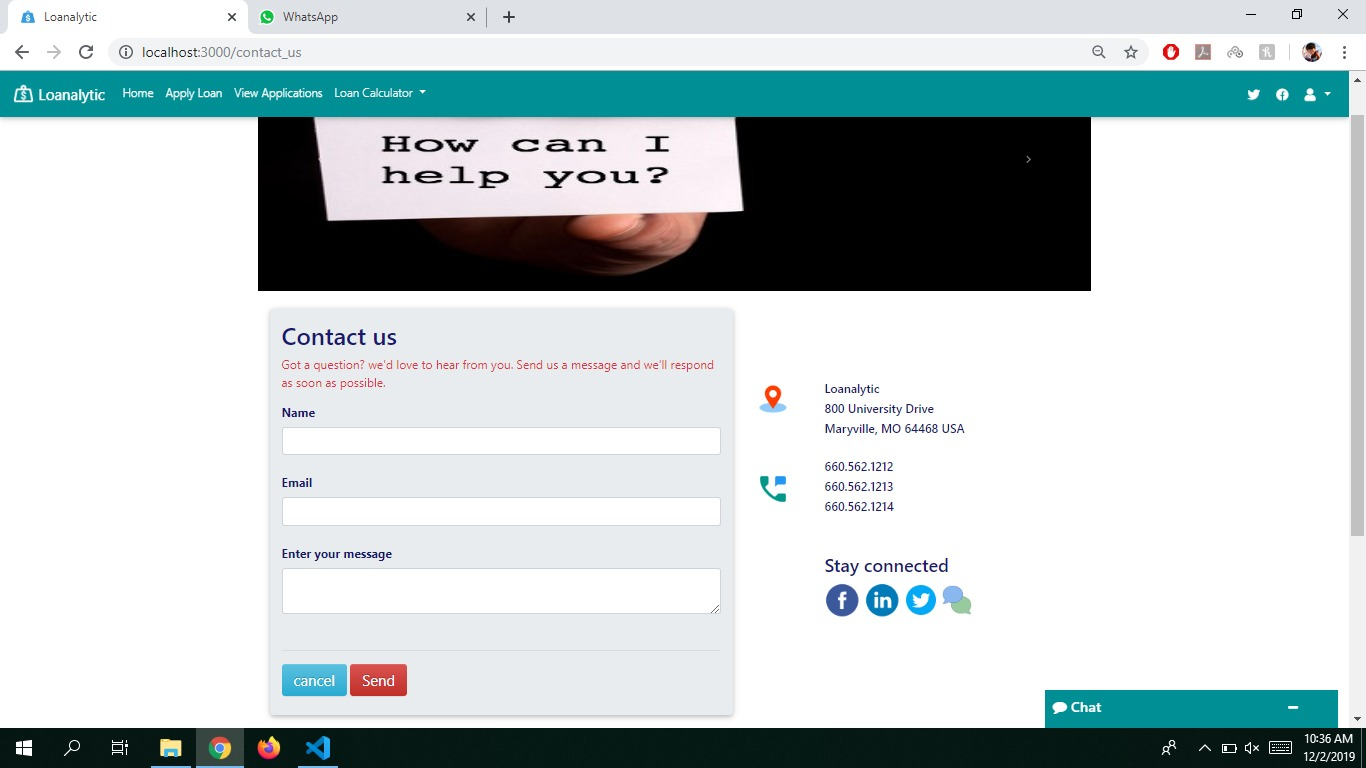 Loanalytic
WhatsApp
localhost:3000/contact_us
Loanalytic Home Apply Loan View Applications Loan Calculator
How can I
help you?
Contact us
Got a question? we'd love to hear from you. Send us a message and we'll respond
as soon as possible.
Name
Email
Enter your message
cancel Send
Loanalytic
800 University Drive
Maryville, MO 64468 USA
660.562.1212
660.562.1213
660.562.1214
Stay connected
Chat
10:36 AM
12/2/2019